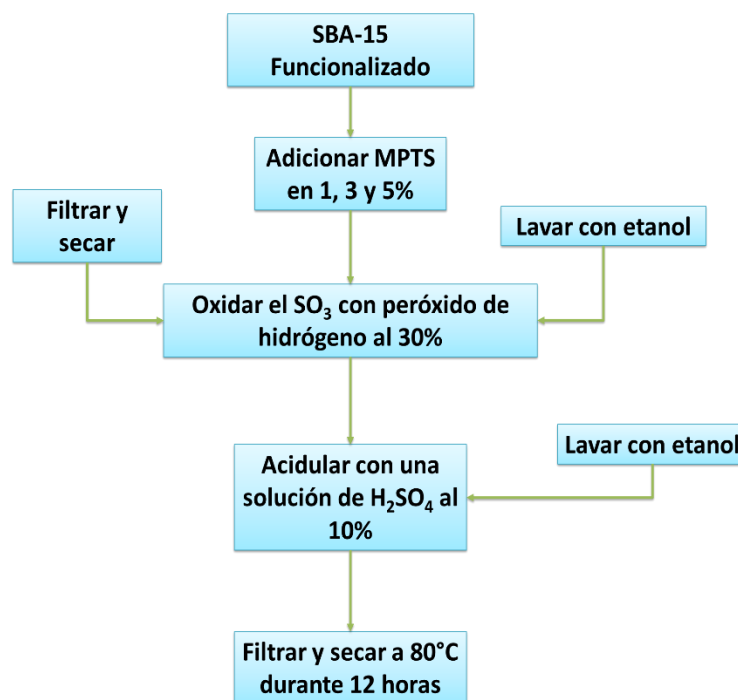 SBA-15
Funcionalizado
Adicionar MPTS
en 1, 3 y 5%
Filtrar y
secar
Lavar con etanol
Oxidar el SO₃ con peróxido de
hidrógeno al 30%
Lavar con etanol
Acidular con una
solución de H₂SO₄ al
10%
Filtrar y secar a 80°C
durante 12 horas